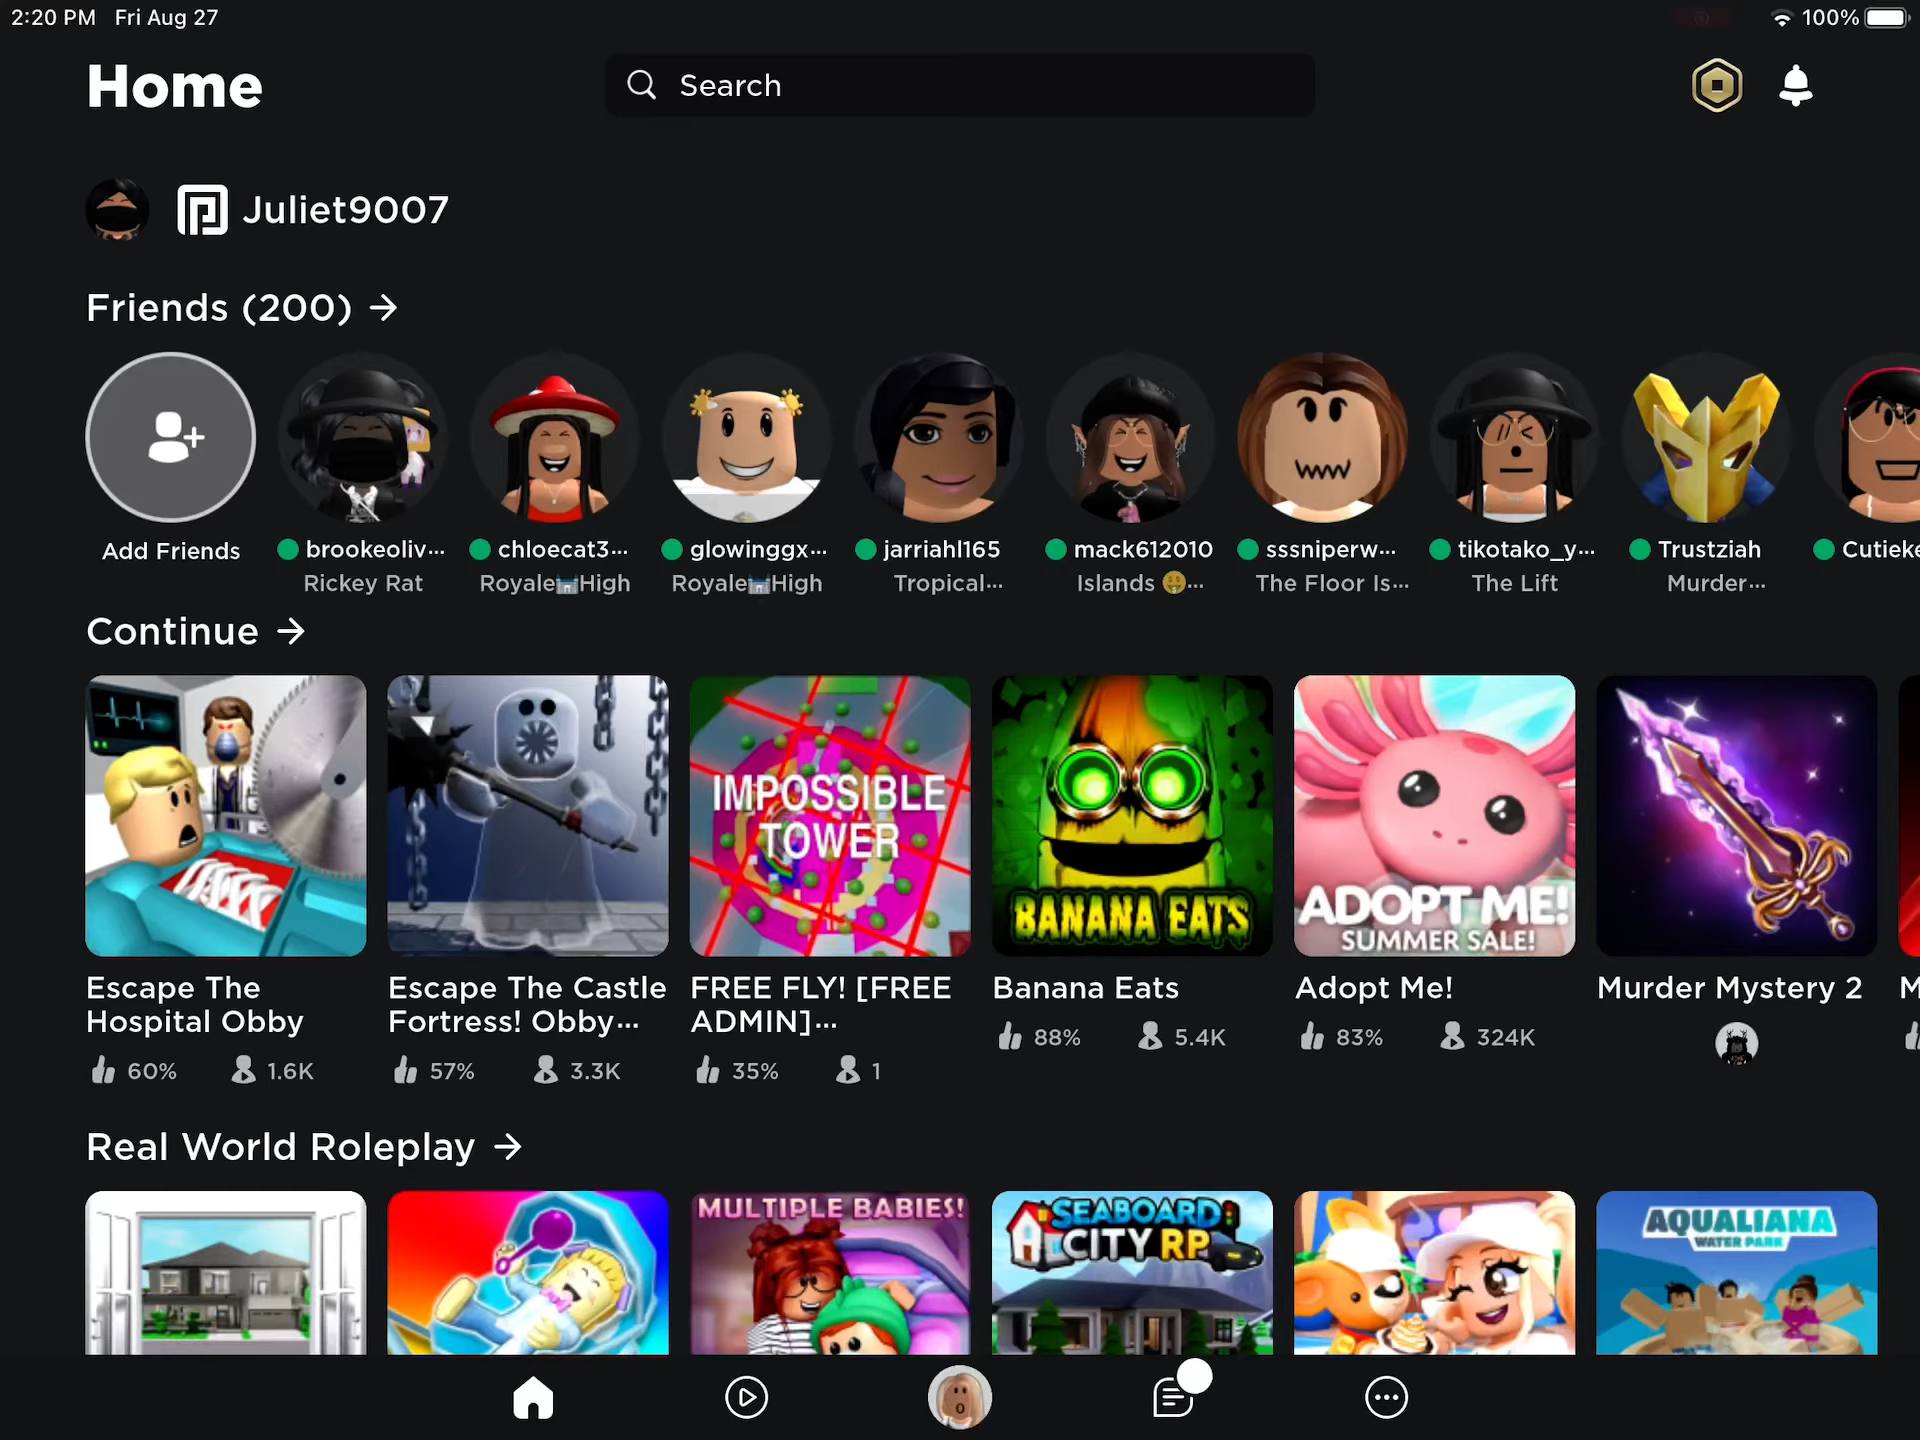 2:20 PM Fri Aug 27
100%
Home
Search
Juliet9007
Friends (200) →
Add Friends
brookeoliv...
chloecat3...
glowinggx...
jarriahl165
mack612010
sssniperw...
tikotako_y...
Trustziah
Cutieke
Rickey Rat
Royale🏰High
Royale🏰High
Tropical...
Islands 🤑...
The Floor Is...
The Lift
Murder...
Continue →
IMPOSSIBLE
TOWER
BANANA EATS
ADOPT ME!
SUMMER SALE!
Escape The
Hospital Obby
60% 1.6K
Escape The Castle
Fortress! Obby...
57% 3.3K
FREE FLY! [FREE
ADMIN]...
35% 1
Banana Eats
88% 5.4K
Adopt Me!
83% 324K
Murder Mystery 2
M
Real World Roleplay →
MULTIPLE BABIES!
SEABOARD
CITY RP
AQUALIANA
WATER PARK